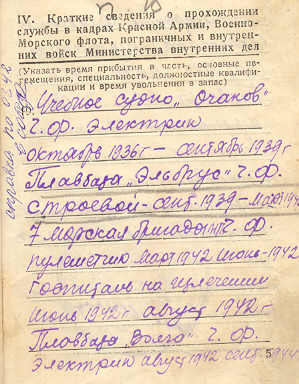 IV. Краткие сведения о прохождении
службы в кадрах Красной Армии, Военно-
Морского флота, пограничных и внутрен-
них войск Министерства внутренних дел
(Указать время прибытия в часть, основные пе-
ремещения, специальность, должностные квалифи-
кации и время увольнения в запас)
Учебное судно „Очаков"
Ч. Ф. Электрик
октябрь 1936 г – сентябрь 1939 г
Плавбаза „Эльбрус" Ч. Ф.
строевой – сент. 1939 – март 1942
7 морская бригада Ч. Ф.
пулеметчик март 1942 июнь – 1942
Госпиталь на излечении
июнь 1942 г август 1942 г
Плавбаза „Волга" Ч. Ф.
Электрик август 1942 сент. 5